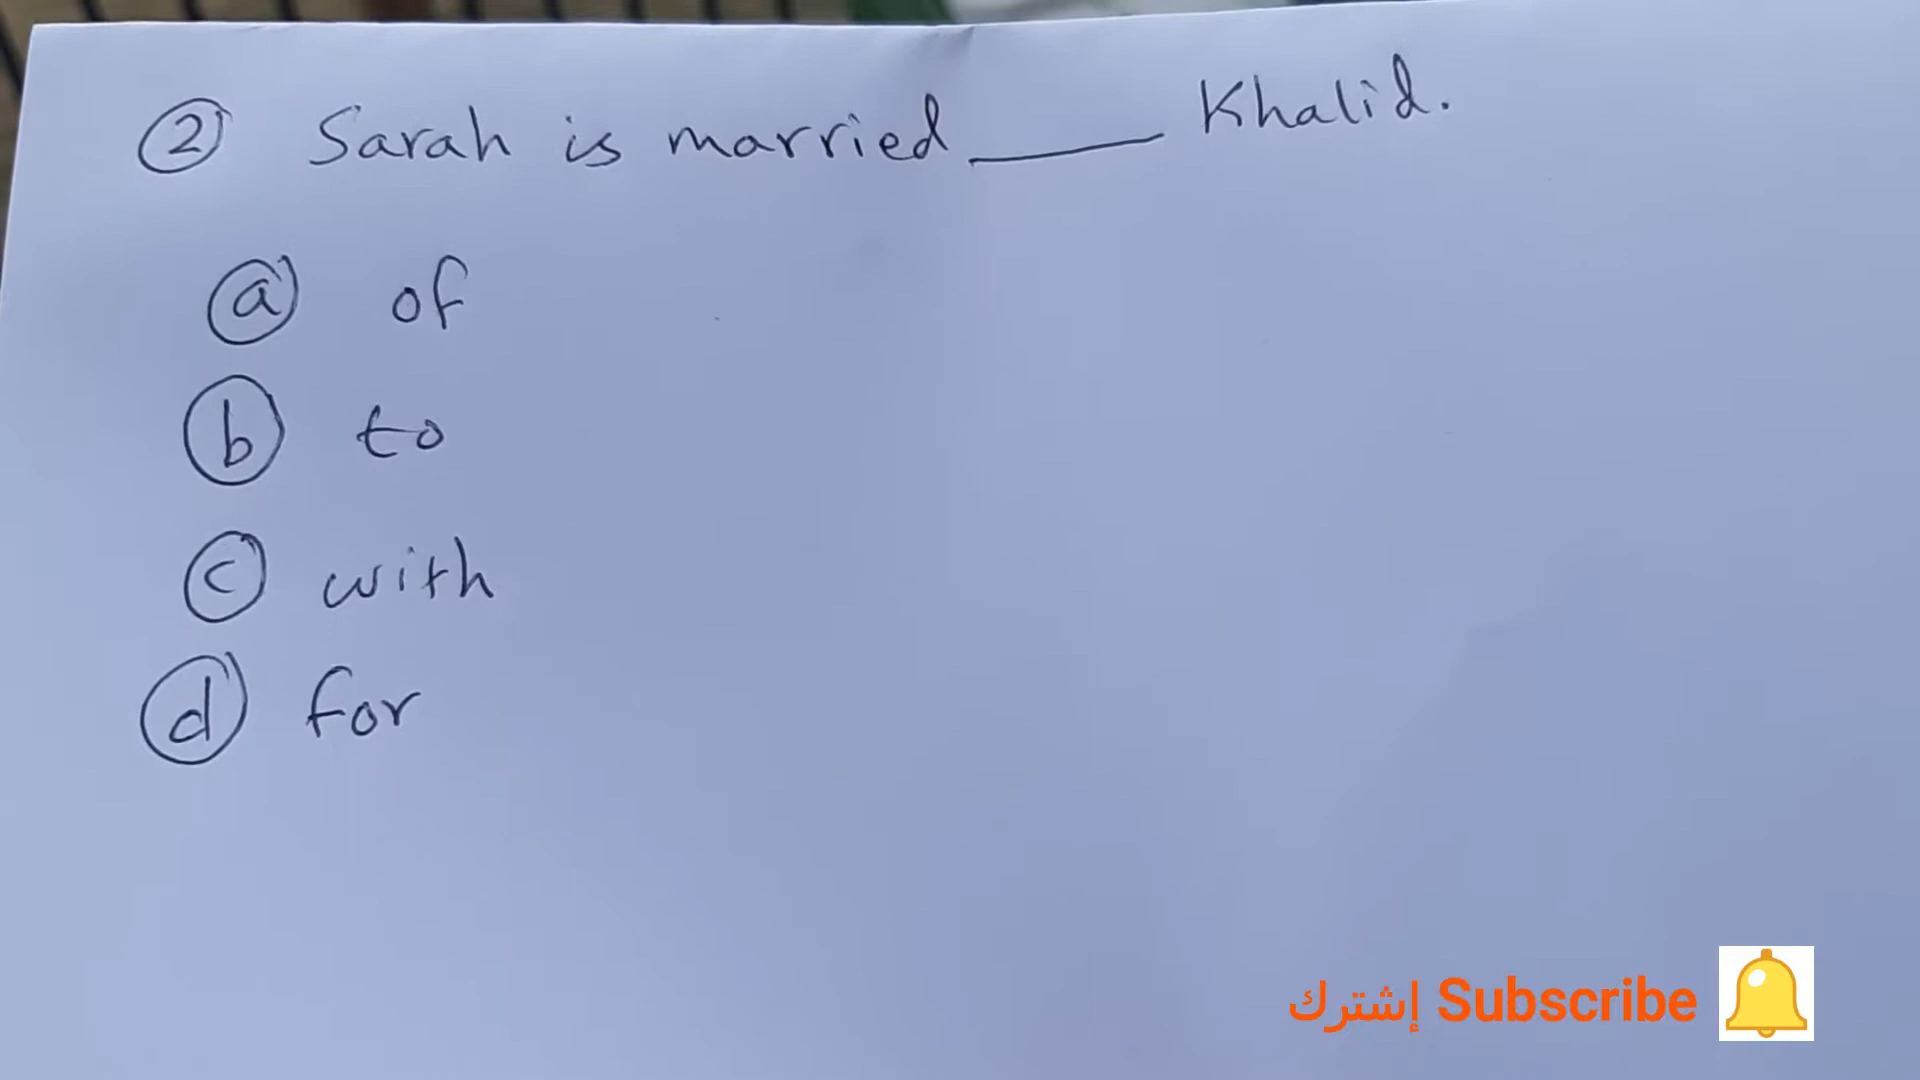 ② Sarah is married ____ Khalid.
ⓐ of
ⓑ to
ⓒ with
ⓓ for
إشترك Subscribe